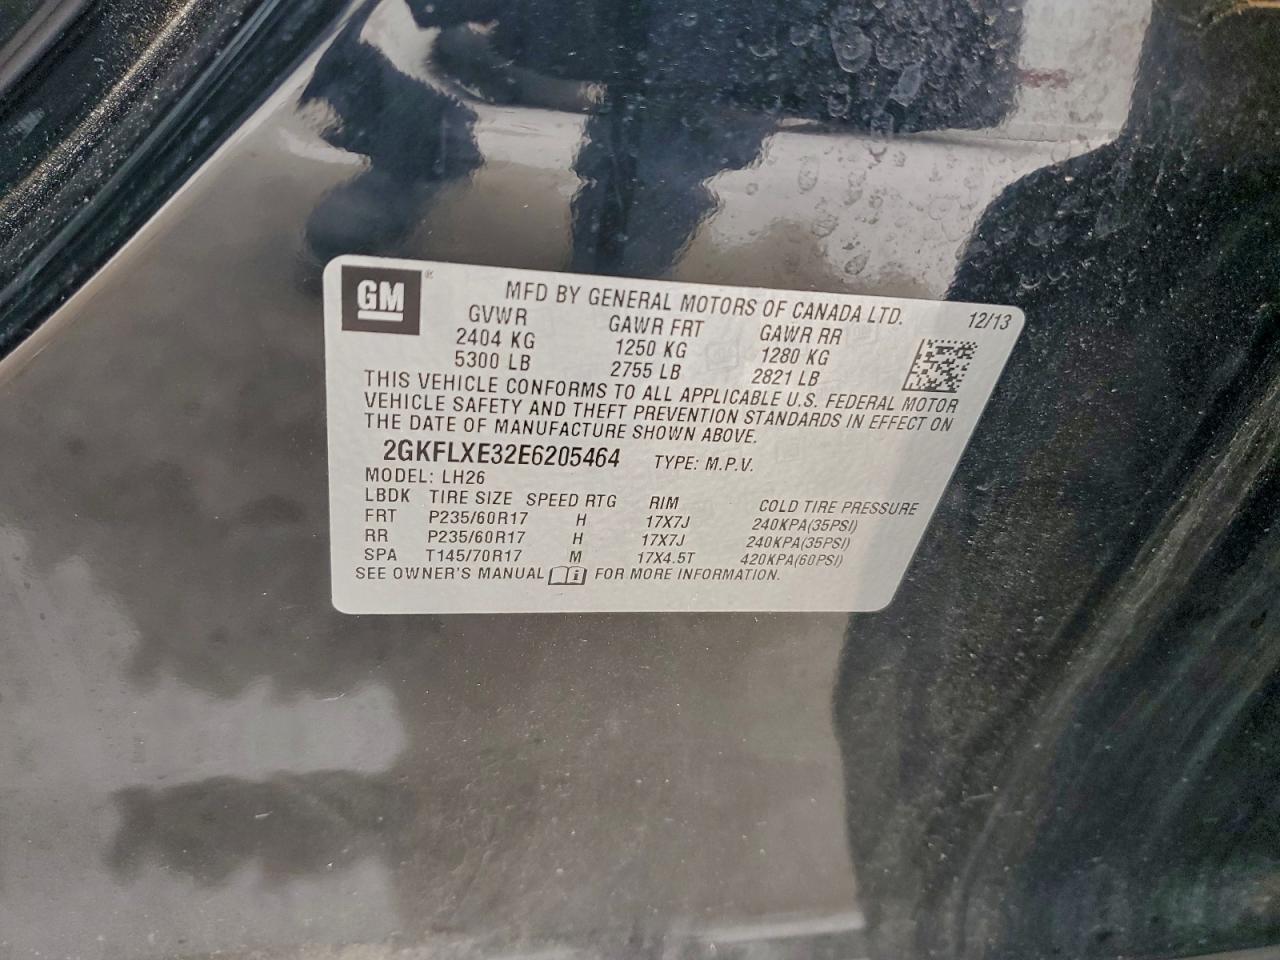 GM ®
MFD BY GENERAL MOTORS OF CANADA LTD.
12/13
GVWR GAWR FRT GAWR RR
2404 KG 1250 KG 1280 KG
5300 LB 2755 LB 2821 LB
THIS VEHICLE CONFORMS TO ALL APPLICABLE U.S. FEDERAL MOTOR
VEHICLE SAFETY AND THEFT PREVENTION STANDARDS IN EFFECT ON
THE DATE OF MANUFACTURE SHOWN ABOVE.
2GKFLXE32E6205464 TYPE: M.P.V.
MODEL: LH26
LBDK TIRE SIZE SPEED RTG RIM COLD TIRE PRESSURE
FRT P235/60R17 H 17X7J 240KPA(35PSI)
RR P235/60R17 H 17X7J 240KPA(35PSI)
SPA T145/70R17 M 17X4.5T 420KPA(60PSI)
SEE OWNER'S MANUAL FOR MORE INFORMATION.